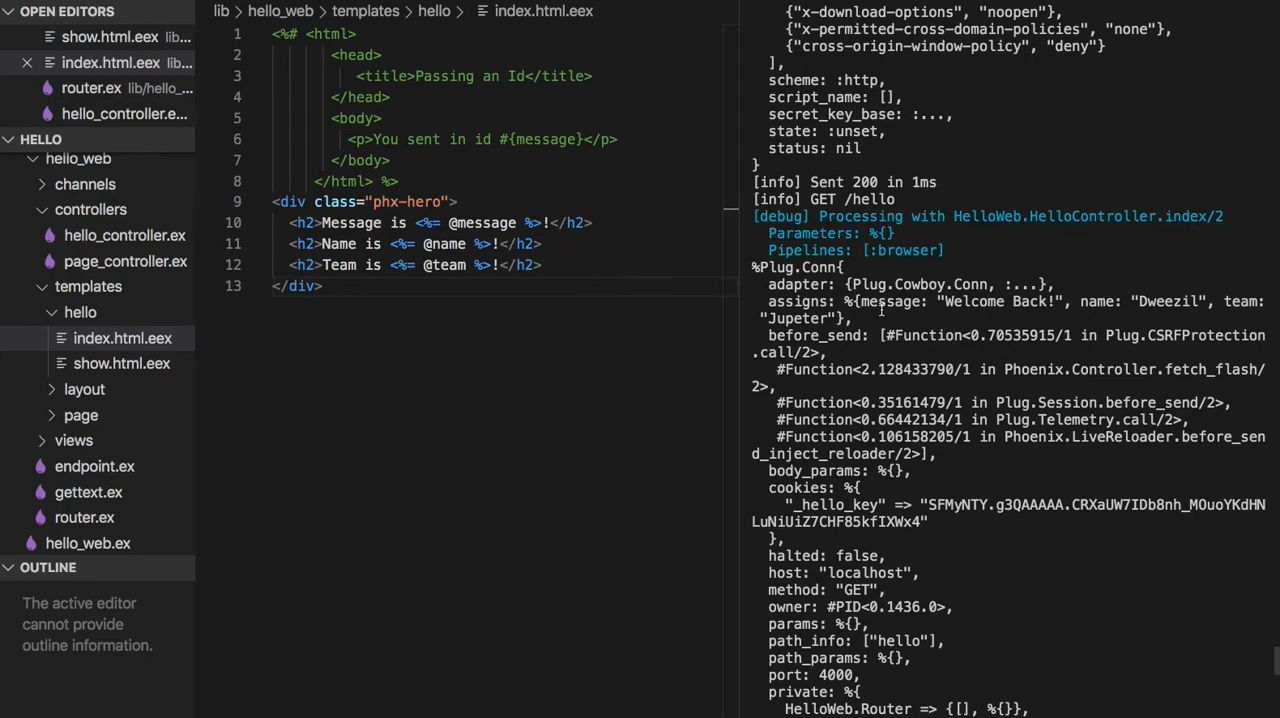 OPEN EDITORS
show.html.eex lib...
index.html.eex lib...
router.ex lib/hello_...
hello_controller.e...
HELLO
hello_web
channels
controllers
hello_controller.ex
page_controller.ex
templates
hello
index.html.eex
show.html.eex
layout
page
views
endpoint.ex
gettext.ex
router.ex
hello_web.ex
OUTLINE
The active editor
cannot provide
outline information.
lib > hello_web > templates > hello > index.html.eex
1 <%# <html>
2 <head>
3 <title>Passing an Id</title>
4 </head>
5 <body>
6 <p>You sent in id #{message}</p>
7 </body>
8 </html> %>
9 <div class="phx-hero">
10 <h2>Message is <%= @message %>!</h2>
11 <h2>Name is <%= @name %>!</h2>
12 <h2>Team is <%= @team %>!</h2>
13 </div>
{"x-download-options", "noopen"},
{"x-permitted-cross-domain-policies", "none"},
{"cross-origin-window-policy", "deny"}
],
scheme: :http,
script_name: [],
secret_key_base: :...,
state: :unset,
status: nil
}
[info] Sent 200 in 1ms
[info] GET /hello
[debug] Processing with HelloWeb.HelloController.index/2
Parameters: %{}
Pipelines: [:browser]
%Plug.Conn{
adapter: {Plug.Cowboy.Conn, :...},
assigns: %{message: "Welcome Back!", name: "Dweezil", team:
"Jupeter"},
before_send: [#Function<0.70535915/1 in Plug.CSRFProtection
.call/2>,
#Function<2.128433790/1 in Phoenix.Controller.fetch_flash/
2>,
#Function<0.35161479/1 in Plug.Session.before_send/2>,
#Function<0.66442134/1 in Plug.Telemetry.call/2>,
#Function<0.106158205/1 in Phoenix.LiveReloader.before_sen
d_inject_reloader/2>],
body_params: %{},
cookies: %{
"_hello_key" => "SFMyNTY.g3QAAAAA.CRXaUW7IDb8nh_MOuoYKdHN
LuNiUiZ7CHF85kfIXWx4"
},
halted: false,
host: "localhost",
method: "GET",
owner: #PID<0.1436.0>,
params: %{},
path_info: ["hello"],
path_params: %{},
port: 4000,
private: %{
HelloWeb.Router => {[], %{}},